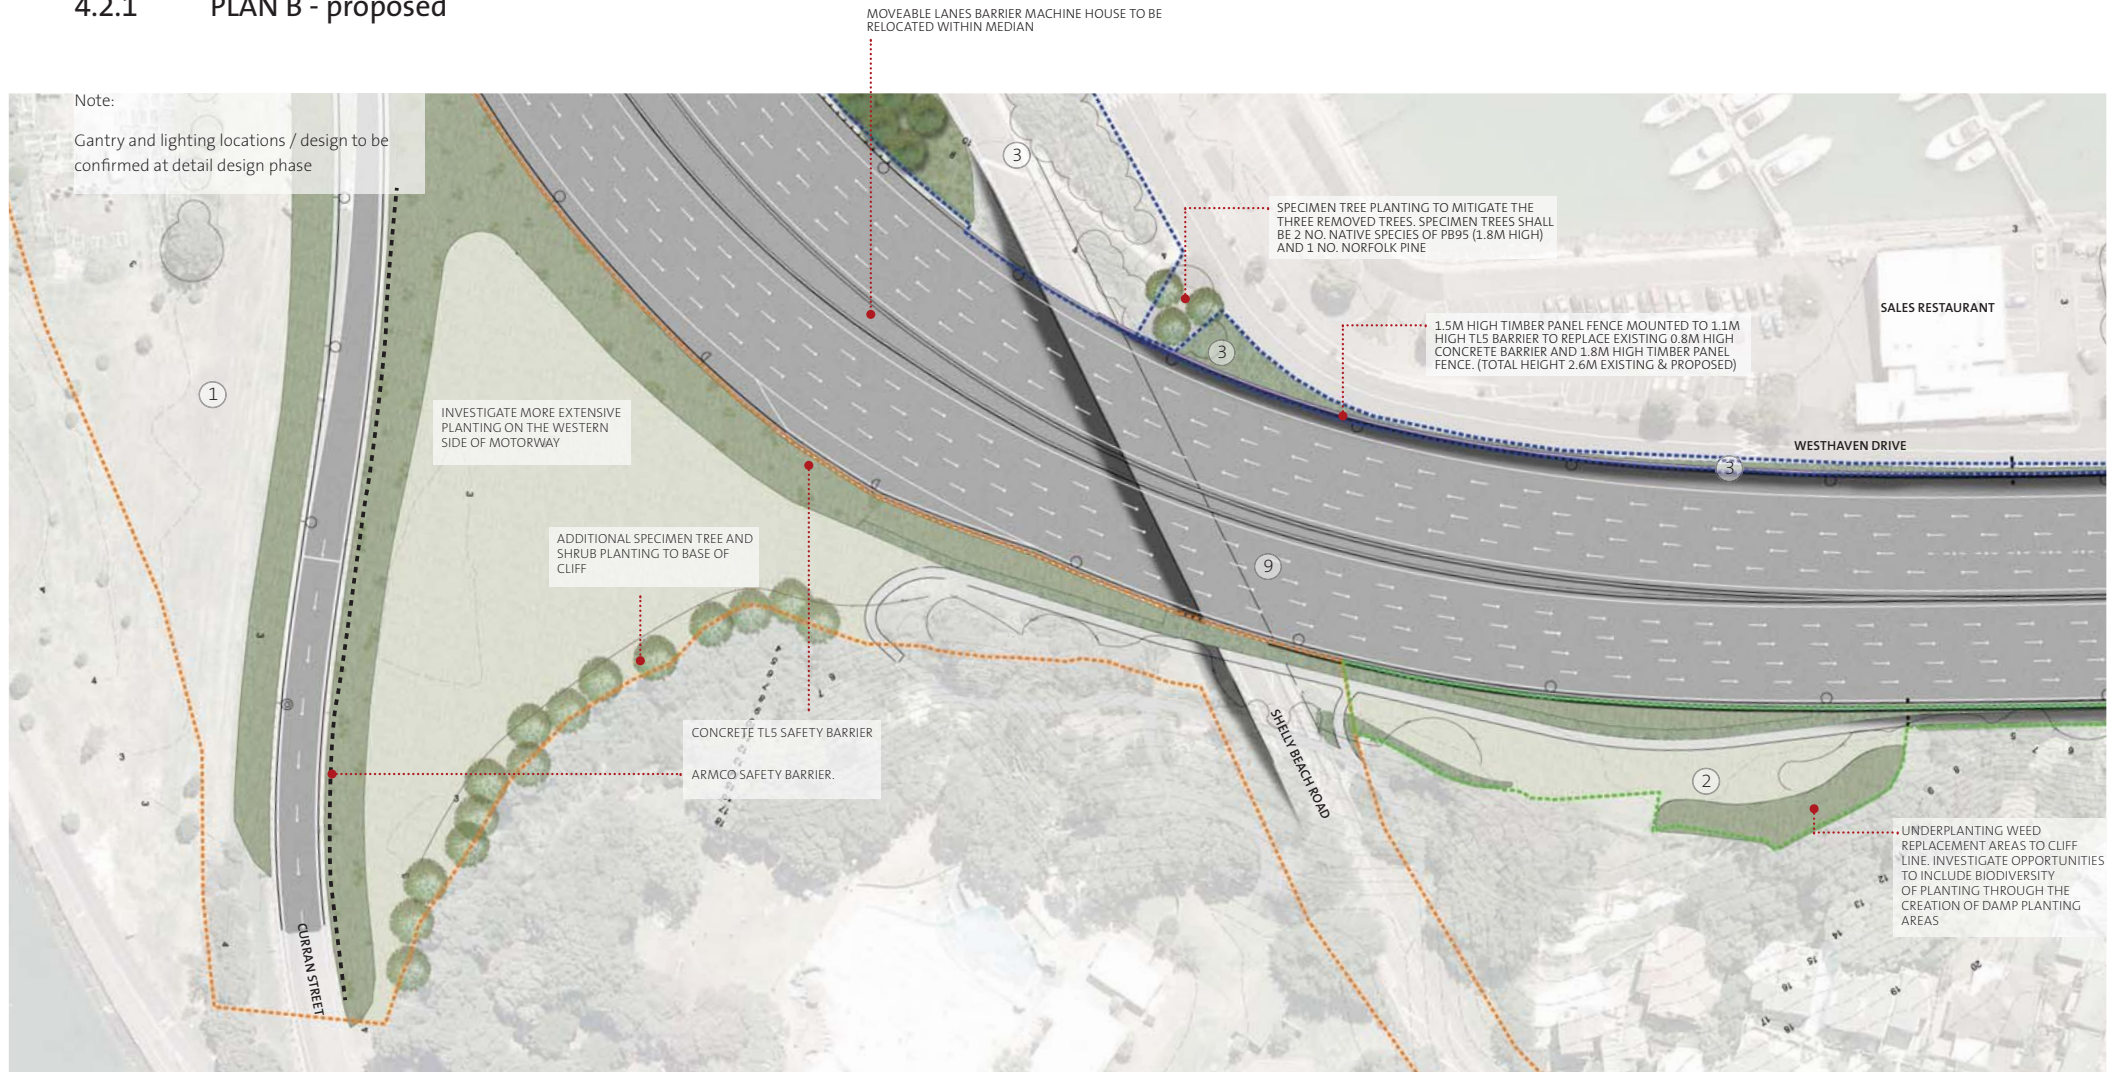 4.2.1 PLAN B - proposed
MOVEABLE LANES BARRIER MACHINE HOUSE TO BE
RELOCATED WITHIN MEDIAN
Note:
Gantry and lighting locations / design to be
confirmed at detail design phase
3
SPECIMEN TREE PLANTING TO MITIGATE THE
THREE REMOVED TREES. SPECIMEN TREES SHALL
BE 2 NO. NATIVE SPECIES OF PB95 (1.8M HIGH)
AND 1 NO. NORFOLK PINE
SALES RESTAURANT
1.5M HIGH TIMBER PANEL FENCE MOUNTED TO 1.1M
HIGH TL5 BARRIER TO REPLACE EXISTING 0.8M HIGH
CONCRETE BARRIER AND 1.8M HIGH TIMBER PANEL
FENCE. (TOTAL HEIGHT 2.6M EXISTING & PROPOSED)
3
1
INVESTIGATE MORE EXTENSIVE
PLANTING ON THE WESTERN
SIDE OF MOTORWAY
WESTHAVEN DRIVE
3
ADDITIONAL SPECIMEN TREE AND
SHRUB PLANTING TO BASE OF
CLIFF
9
CONCRETE TL5 SAFETY BARRIER
ARMCO SAFETY BARRIER.
SHELLY BEACH ROAD
2
UNDERPLANTING WEED
REPLACEMENT AREAS TO CLIFF
LINE. INVESTIGATE OPPORTUNITIES
TO INCLUDE BIODIVERSITY
OF PLANTING THROUGH THE
CREATION OF DAMP PLANTING
AREAS
CURRAN STREET